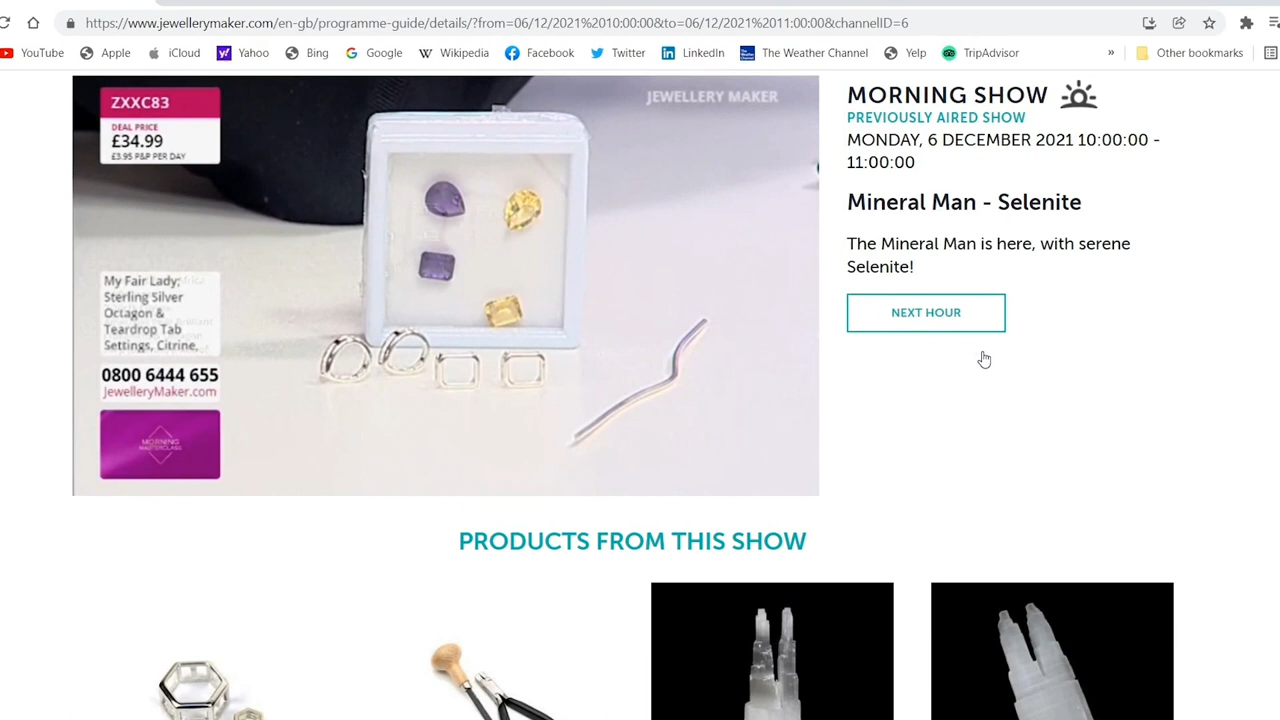 https://www.jewellerymaker.com/en-gb/programme-guide/details/?from=06/12/2021%2010:00:00&to=06/12/2021%2011:00:00&channelID=6
YouTube Apple iCloud Yahoo Bing Google Wikipedia Facebook Twitter LinkedIn The Weather Channel Yelp TripAdvisor » Other bookmarks
ZXXC83
DEAL PRICE
£34.99
£3.95 P&P PER DAY
JEWELLERY MAKER
My Fair Lady;
Sterling Silver
Octagon &
Teardrop Tab
Settings, Citrine,
0800 6444 655
JewelleryMaker.com
MORNING
MASTERCLASS
MORNING SHOW
PREVIOUSLY AIRED SHOW
MONDAY, 6 DECEMBER 2021 10:00:00 -
11:00:00
Mineral Man - Selenite
The Mineral Man is here, with serene
Selenite!
NEXT HOUR
PRODUCTS FROM THIS SHOW